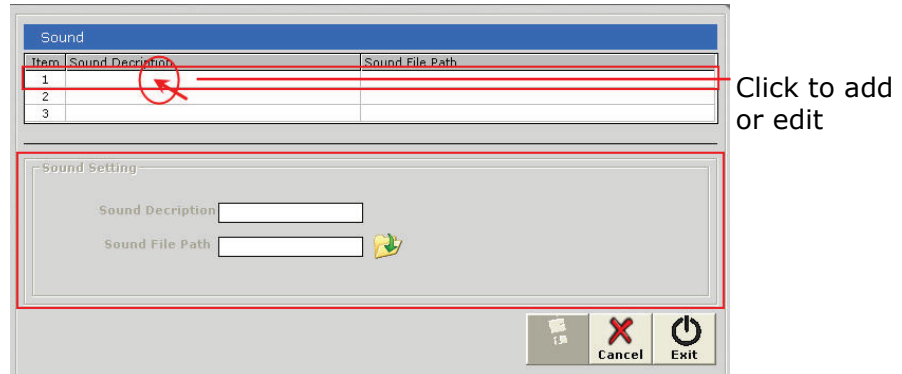 Sound
Item Sound Decription Sound File Path
1
2
3
Click to add
or edit
Sound Setting
Sound Decription
Sound File Path
Cancel Exit